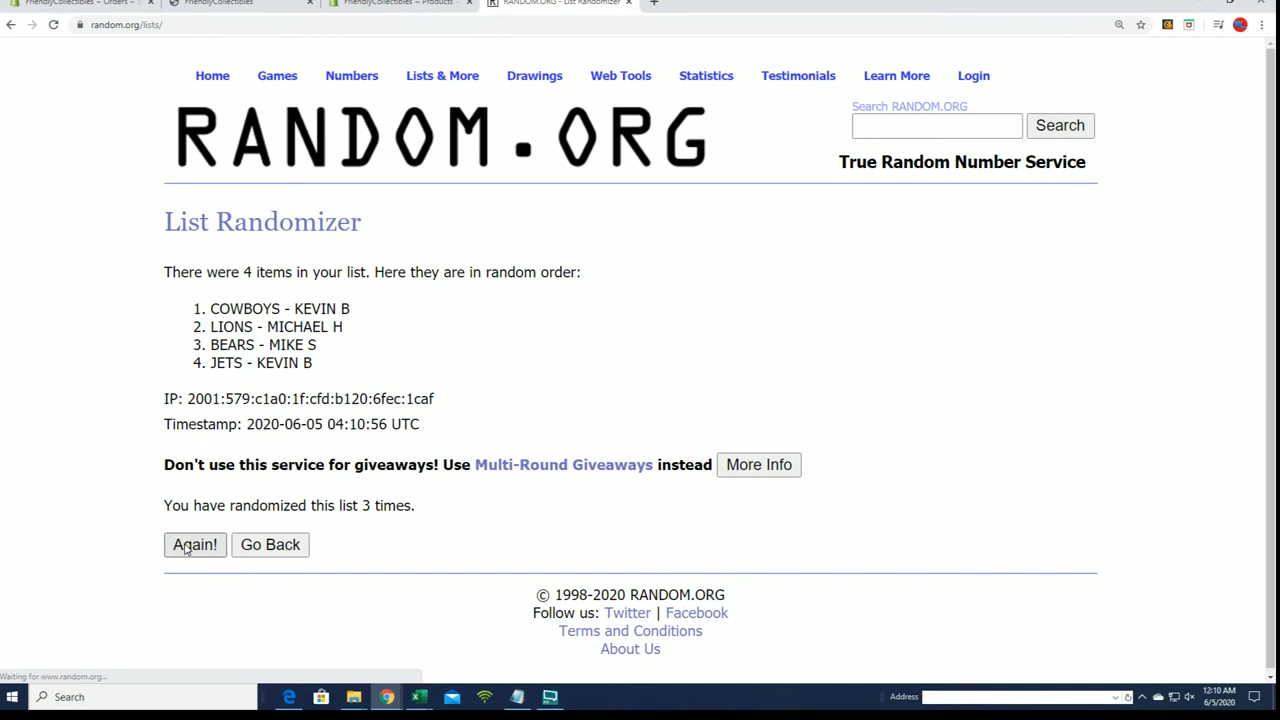 FriendlyCollectibles ~ Orders ~ S
FriendlyCollectibles
FriendlyCollectibles ~ Products ~
RANDOM.ORG - List Randomizer
random.org/lists/
Home Games Numbers Lists & More Drawings Web Tools Statistics Testimonials Learn More Login
RANDOM.ORG
Search RANDOM.ORG
Search
True Random Number Service
List Randomizer
There were 4 items in your list. Here they are in random order:
1. COWBOYS - KEVIN B
2. LIONS - MICHAEL H
3. BEARS - MIKE S
4. JETS - KEVIN B
IP: 2001:579:c1a0:1f:cfd:b120:6fec:1caf
Timestamp: 2020-06-05 04:10:56 UTC
Don't use this service for giveaways! Use Multi-Round Giveaways instead More Info
You have randomized this list 3 times.
Again! Go Back
© 1998-2020 RANDOM.ORG
Follow us: Twitter | Facebook
Terms and Conditions
About Us
Waiting for www.random.org...
Search
Address
12:10 AM
6/5/2020